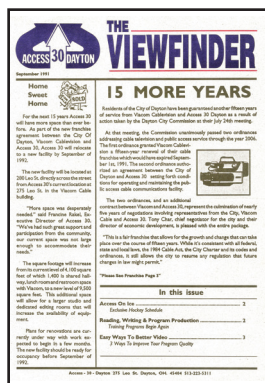 THE
VIEWFINDER
ACCESS 30 DAYTON
September 1991
Home
Sweet
Home
SOLD!
For the next 15 years Access 30
will have more space than ever be-
fore. As part of the new franchise
agreement between the City Of
Dayton, Viacom Cablevision and
Access 30, Access 30 will relocate
to a new facility by September of
1992.
The new facility will be located at
280 Leo St. directly across the street
from Access 30's current location at
275 Leo St. in the Viacom Cable
building.
"More space was desperately
needed." said Francine Rakei, Ex-
ecutive Director of Access 30,
"We've had such great support and
participation from the community,
our current space was not large
enough to accommodate their
needs."
The square footage will increase
from its current level of 4,100 square
feet of which 1,400 is shared hall-
way, lunch room and restroom space
with Viacom, to a new level of 9,500
square feet. This additional space
will allow for a larger studio and
dedicated editing rooms that will
increase the availability of equip-
ment.
Plans for renovations are cur-
rently under way with work ex-
pected to begin in a few months.
The new facility should be ready for
occupancy before September of
1992.
15 MORE YEARS
Residents of the City of Dayton have been guaranteed another fifteen years
of service from Viacom Cablevision and Access 30 Dayton as a result of
action taken by the Dayton City Commission at their July 24th meeting.
At that meeting, the Commission unanimously passed two ordinances
addressing cable television and public access service through the year 2006.
The first ordinance granted Viacom Cablevi-
sion a fifteen-year renewal of their cable
franchise which would have expired Septem-
ber 1st, 1991. The second ordinance autho-
rized an agreement between the City of
Dayton and Access 30 setting forth condi-
tions for operating and maintaining the pub-
lic access cable communications facility.
The two ordinances, and an additional
contract between Viacom and Access 30, represent the culmination of nearly
five years of negotiations involving representatives from the City, Viacom
Cable and Access 30. Tony Char, chief negotiator for the city and their
director of economic development, is pleased with the entire package.
"This is a fair franchise that allows for the growth and change that can take
place over the course of fifteen years. While it's consistent with all federal,
state and local laws, the 1984 Cable Act, the City Charter and its codes and
ordinances, it still allows the city to resume any regulation that future
changes in law might permit."
"Please See Franchise Page 2"
In this issue
Access On Ice 2
Exclusive Hockey Schedule
Reading, Writing & Program Production 2
Training Programs Begin Again
Easy Ways To Better Video 3
3 Ways To Improve Your Program Quality
Access - 30 - Dayton 275 Leo St. Dayton, OH. 45404 513-223-5311